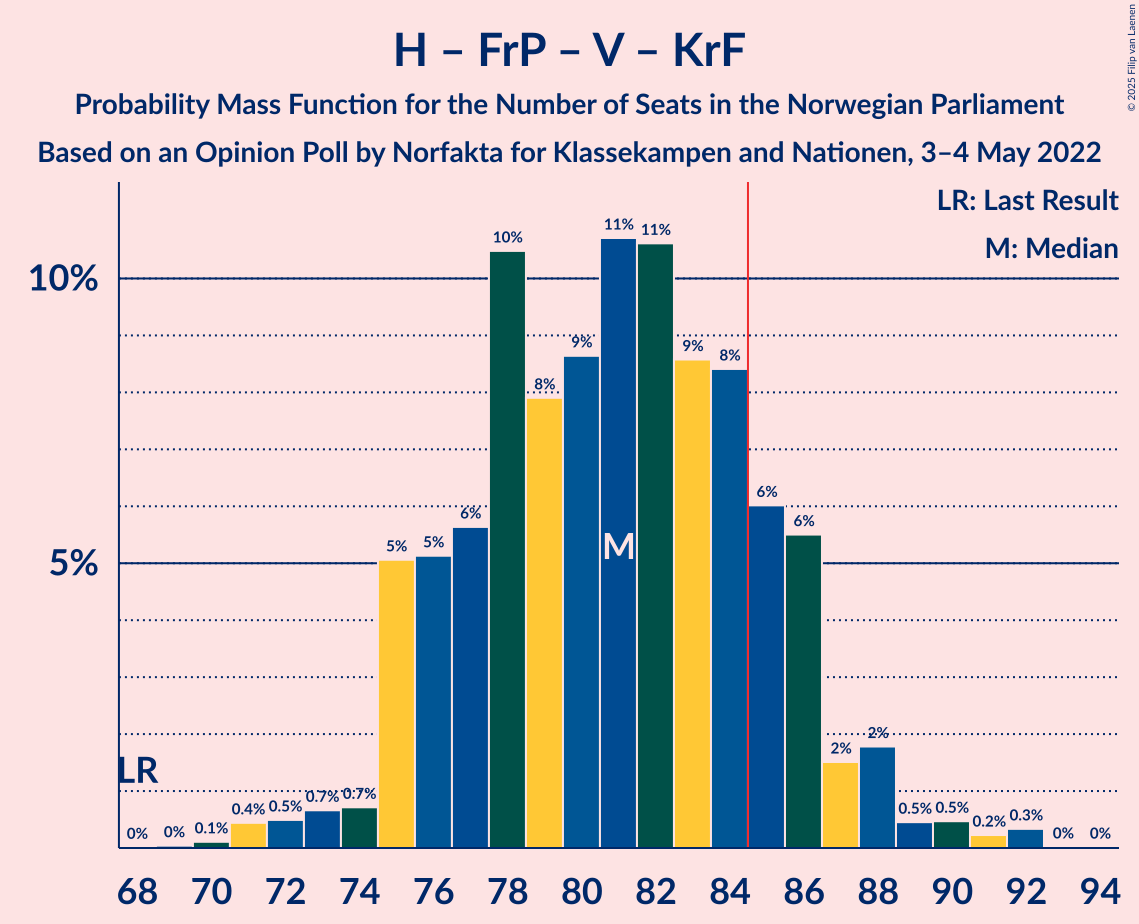 H – FrP – V – KrF
Probability Mass Function for the Number of Seats in the Norwegian Parliament
Based on an Opinion Poll by Norfakta for Klassekampen and Nationen, 3–4 May 2022
© 2025 Filip van Laenen
LR: Last Result
M: Median
10%
5%
LR
M
0% 0% 0.1% 0.4% 0.5% 0.7% 0.7% 5% 5% 6% 10% 8% 9% 11% 11% 9% 8% 6% 6% 2% 2% 0.5% 0.5% 0.2% 0.3% 0% 0%
68 70 72 74 76 78 80 82 84 86 88 90 92 94